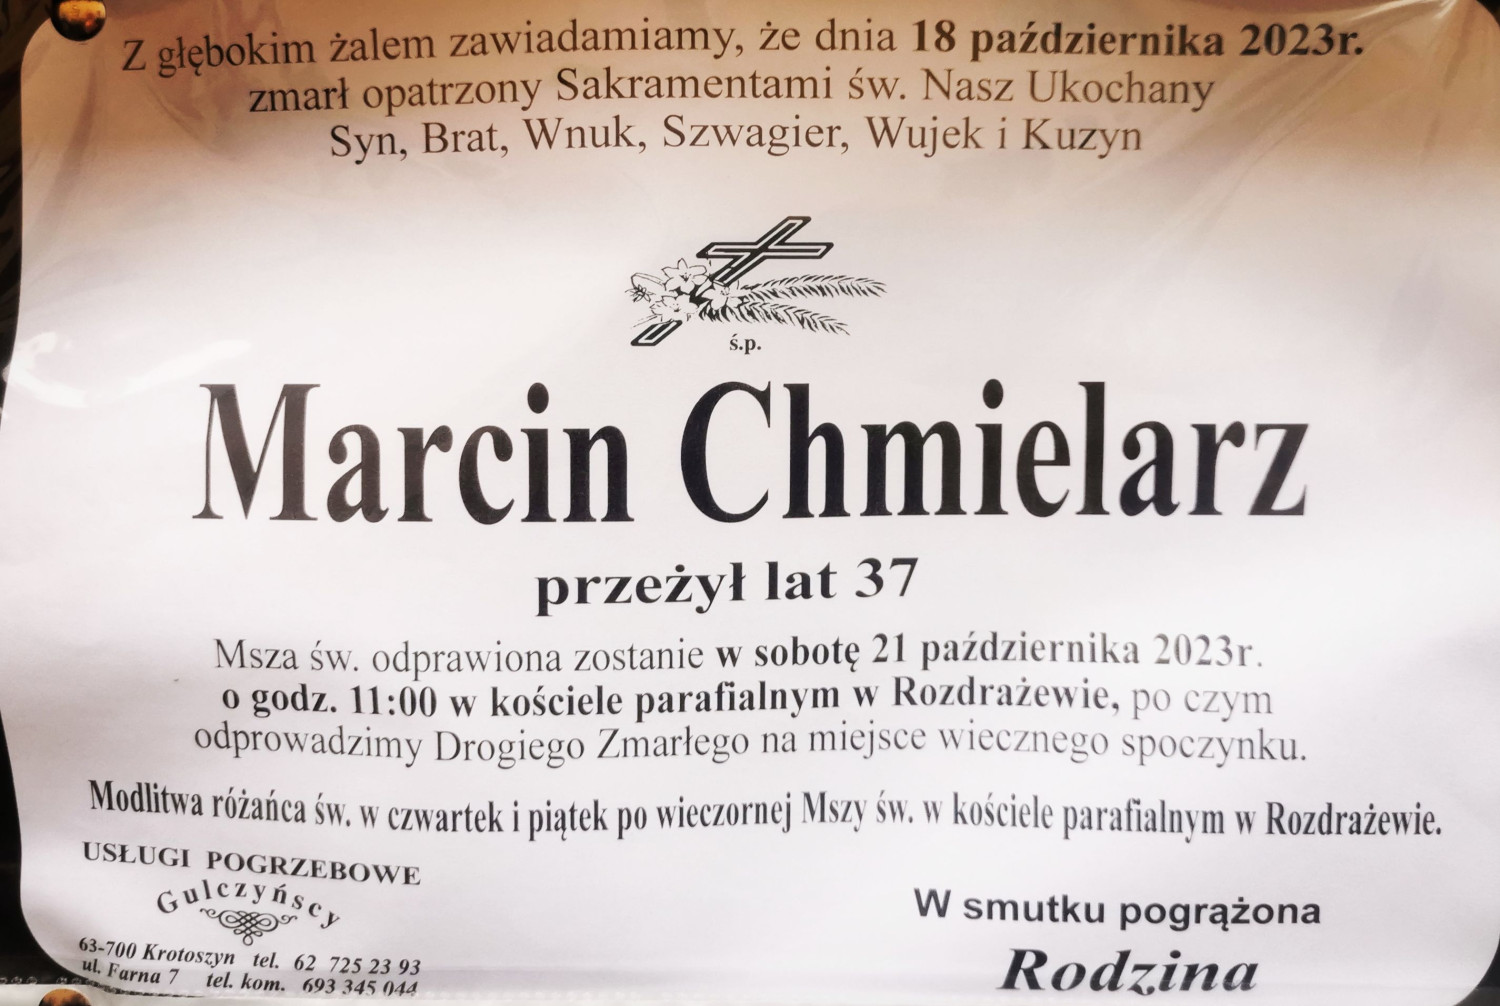 Z głębokim żalem zawiadamiamy, że dnia 18 października 2023r.
zmarł opatrzony Sakramentami św. Nasz Ukochany
Syn, Brat, Wnuk, Szwagier, Wujek i Kuzyn
ś.p.
Marcin Chmielarz
przeżył lat 37
Msza św. odprawiona zostanie w sobotę 21 października 2023r.
o godz. 11:00 w kościele parafialnym w Rozdrażewie, po czym
odprowadzimy Drogiego Zmarłego na miejsce wiecznego spoczynku.
Modlitwa różańca św. w czwartek i piątek po wieczornej Mszy św. w kościele parafialnym w Rozdrażewie.
USŁUGI POGRZEBOWE
Gulczyńscy
63-700 Krotoszyn tel. 62 725 23 93
ul. Farna 7 tel. kom. 693 345 044
W smutku pogrążona
Rodzina